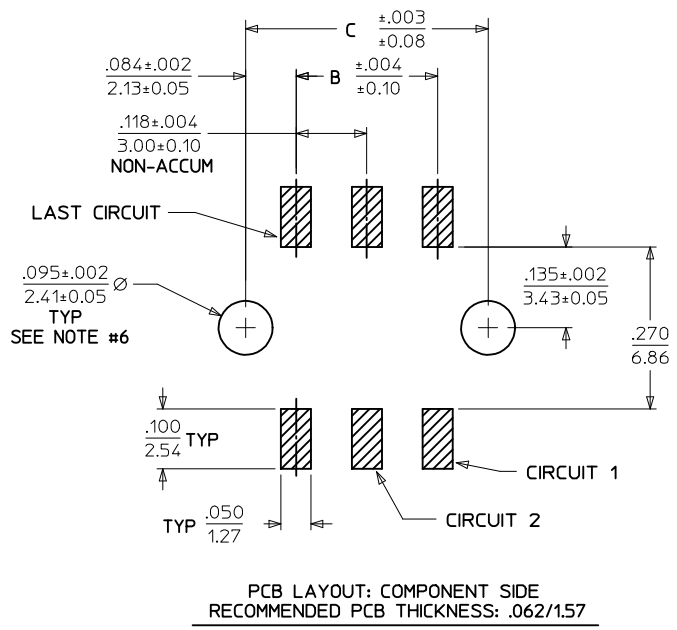 C ±.003
±0.08
.084±.002
2.13±0.05
B ±.004
±0.10
.118±.004
3.00±0.10
NON-ACCUM
LAST CIRCUIT
.095±.002
2.41±0.05 Ø
TYP
SEE NOTE #6
.135±.002
3.43±0.05
.270
6.86
.100
2.54 TYP
CIRCUIT 1
TYP .050
1.27
CIRCUIT 2
PCB LAYOUT: COMPONENT SIDE
RECOMMENDED PCB THICKNESS: .062/1.57